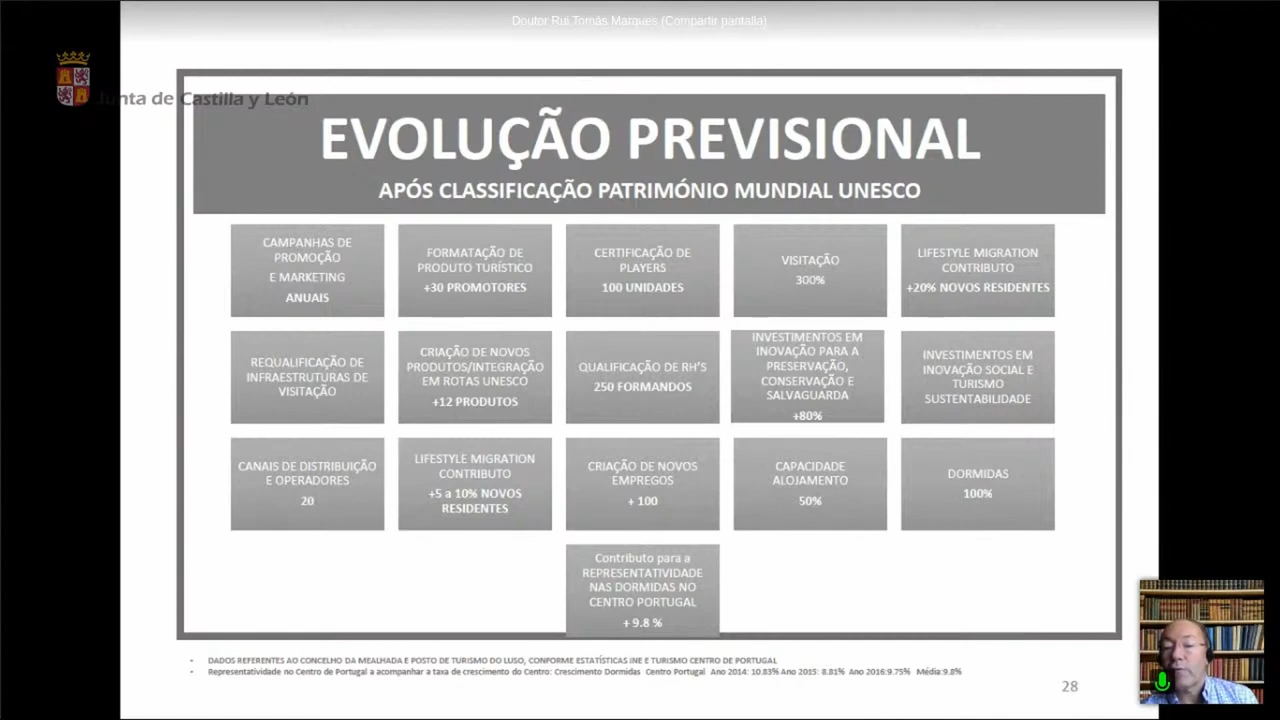 Doutor Rui Tomás Marques (Compartir pantalla)
Junta de Castilla y León
EVOLUÇÃO PREVISIONAL
APÓS CLASSIFICAÇÃO PATRIMÓNIO MUNDIAL UNESCO
CAMPANHAS DE
PROMOÇÃO
E MARKETING
ANUAIS
FORMATAÇÃO DE
PRODUTO TURÍSTICO
+30 PROMOTORES
CERTIFICAÇÃO DE
PLAYERS
100 UNIDADES
VISITAÇÃO
300%
LIFESTYLE MIGRATION
CONTRIBUTO
+20% NOVOS RESIDENTES
REQUALIFICAÇÃO DE
INFRAESTRUTURAS DE
VISITAÇÃO
CRIAÇÃO DE NOVOS
PRODUTOS/INTEGRAÇÃO
EM ROTAS UNESCO
+12 PRODUTOS
QUALIFICAÇÃO DE RH'S
250 FORMANDOS
INVESTIMENTOS EM
INOVAÇÃO PARA A
PRESERVAÇÃO,
CONSERVAÇÃO E
SALVAGUARDA
+80%
INVESTIMENTOS EM
INOVAÇÃO SOCIAL E
TURISMO
SUSTENTABILIDADE
CANAIS DE DISTRIBUIÇÃO
E OPERADORES
20
LIFESTYLE MIGRATION
CONTRIBUTO
+5 a 10% NOVOS
RESIDENTES
CRIAÇÃO DE NOVOS
EMPREGOS
+ 100
CAPACIDADE
ALOJAMENTO
50%
DORMIDAS
100%
Contributo para a
REPRESENTATIVIDADE
NAS DORMIDAS NO
CENTRO PORTUGAL
+ 9.8 %
• DADOS REFERENTES AO CONCELHO DA MEALHADA E POSTO DE TURISMO DO LUSO, CONFORME ESTATÍSTICAS INE E TURISMO CENTRO DE PORTUGAL
• Representatividade no Centro de Portugal a acompanhar a taxa de crescimento do Centro: Crescimento Dormidas Centro Portugal Ano 2014: 10.83% Ano 2015: 8.81% Ano 2016:9.75% Média:9.8%
28